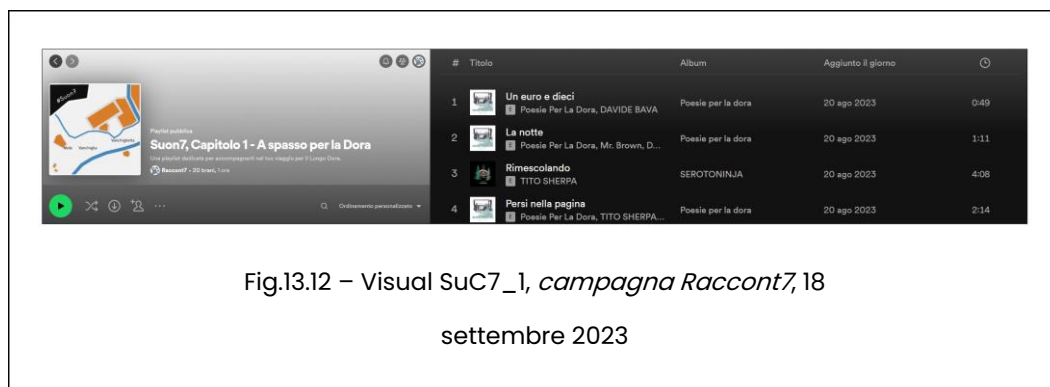 #Suon7
Vanchiglietta
Mole Vanchiglia
Playlist pubblica
Suon7, Capitolo 1 - A spasso per la Dora
Una playlist dedicata per accompagnarti nel tuo viaggio per il Lungo Dora.
Raccont7 • 20 brani, 1 ora
Ordinamento personalizzato
# Titolo Album Aggiunto il giorno
1 Un euro e dieci Poesie per la dora 20 ago 2023 0:49
E Poesie Per La Dora, DAVIDE BAVA
2 La notte Poesie per la dora 20 ago 2023 1:11
E Poesie Per La Dora, Mr. Brown, D...
3 Rimescolando SEROTONINJA 20 ago 2023 4:08
E TITO SHERPA
4 Persi nella pagina Poesie per la dora 20 ago 2023 2:14
E Poesie Per La Dora, TITO SHERPA...
Fig.13.12 – Visual SuC7_1, campagna Raccont7, 18
settembre 2023